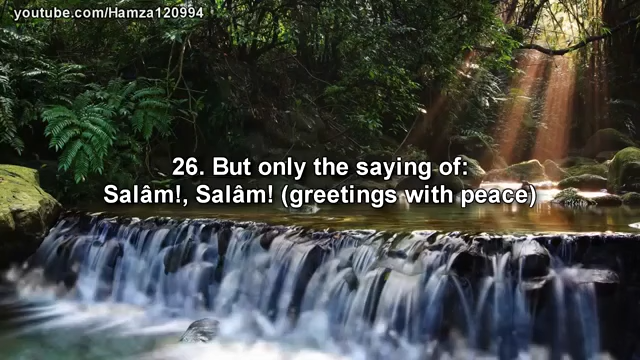 youtube.com/Hamza120994
26. But only the saying of:
Salâm!, Salâm! (greetings with peace)